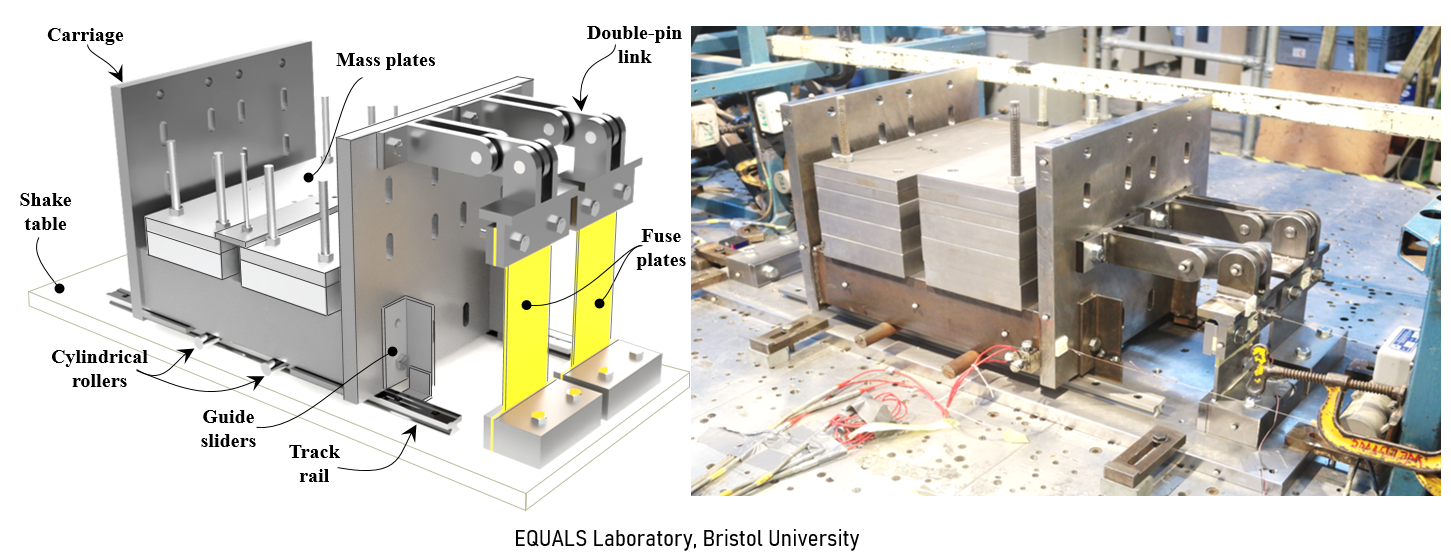 Carriage
Mass plates
Double-pin
link
Shake
table
Fuse
plates
Cylindrical
rollers
Guide
sliders
Track
rail
EQUALS Laboratory, Bristol University